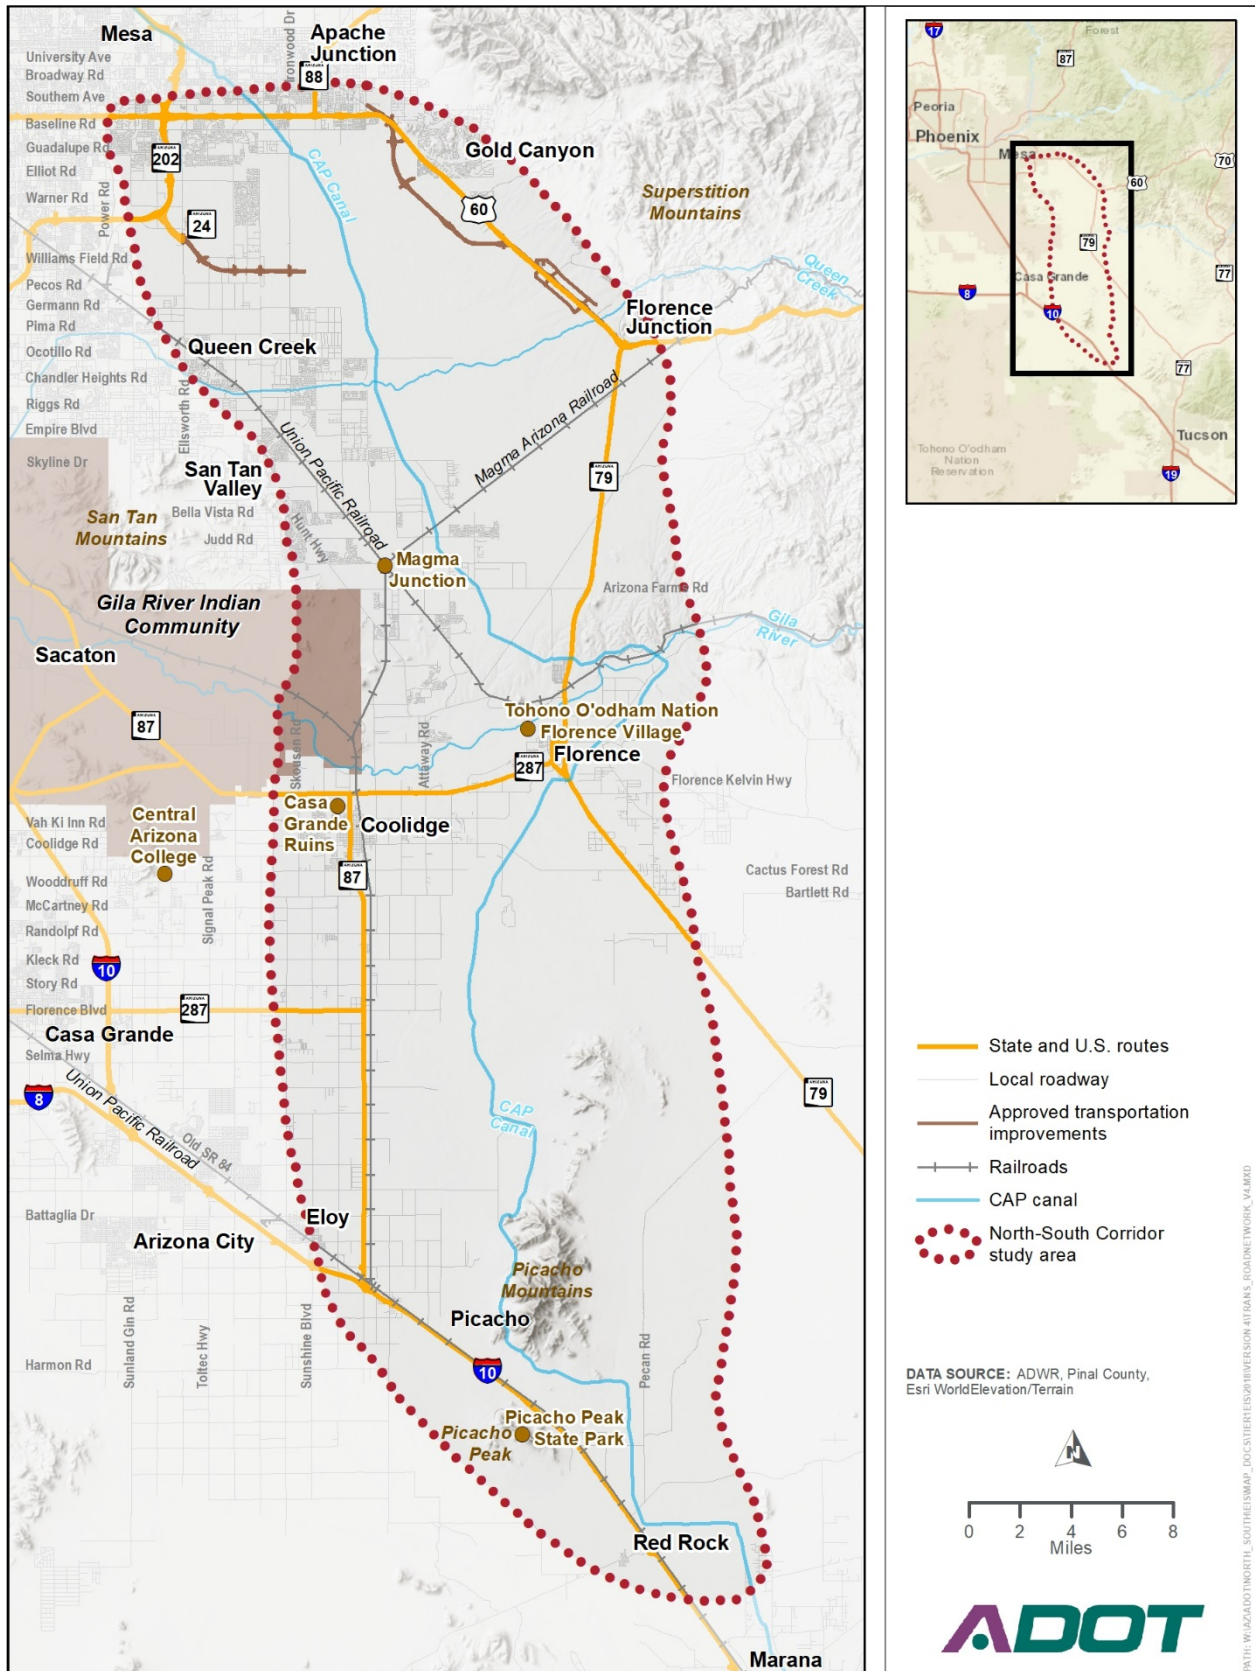 Mesa
Apache
Junction
Ironwood Dr
University Ave
Broadway Rd
Southern Ave
Baseline Rd
Guadalupe Rd
Elliot Rd
Warner Rd
Power Rd
Williams Field Rd
Pecos Rd
Germann Rd
Pima Rd
Ocotillo Rd
Chandler Heights Rd
Riggs Rd
Empire Blvd
Skyline Dr
ARIZONA
88
ARIZONA
202
ARIZONA
24
CAP Canal
Gold Canyon
60
Superstition
Mountains
Queen
Creek
Florence
Junction
Queen Creek
Ellsworth Rd
Union Pacific Railroad
Magma Arizona Railroad
San Tan
Valley
ARIZONA
79
San Tan
Mountains
Bella Vista Rd
Judd Rd
Hunt Hwy
Magma
Junction
Arizona Farms Rd
Gila River Indian
Community
Gila
River
Sacaton
ARIZONA
87
Skousen Rd
Attaway Rd
Tohono O'odham Nation
Florence Village
Florence
ARIZONA
287
Florence Kelvin Hwy
Central
Arizona
College
Casa
Grande
Ruins
Coolidge
Vah Ki Inn Rd
Coolidge Rd
Wooddruff Rd
McCartney Rd
Randolpf Rd
Kleck Rd
Story Rd
Florence Blvd
Signal Peak Rd
ARIZONA
87
Cactus Forest Rd
Bartlett Rd
10
ARIZONA
287
Casa Grande
Selma Hwy
8
Union Pacific Railroad
Old SR 84
CAP
Canal
ARIZONA
79
Battaglia Dr
Eloy
Arizona City
Picacho
Mountains
Picacho
Sunland Gin Rd
Toltec Hwy
Sunshine Blvd
Pecan Rd
Harmon Rd
10
Picacho Peak
State Park
Picacho
Peak
Red Rock
Marana
17
Forest
87
Peoria
Phoenix
Mesa
70
60
79
77
Casa Grande
8
10
77
Tucson
Tohono O'odham
Nation
Reservation
19
State and U.S. routes
Local roadway
Approved transportation
improvements
Railroads
CAP canal
North-South Corridor
study area
DATA SOURCE: ADWR, Pinal County,
Esri WorldElevation/Terrain
N
0 2 4 6 8
Miles
ADOT